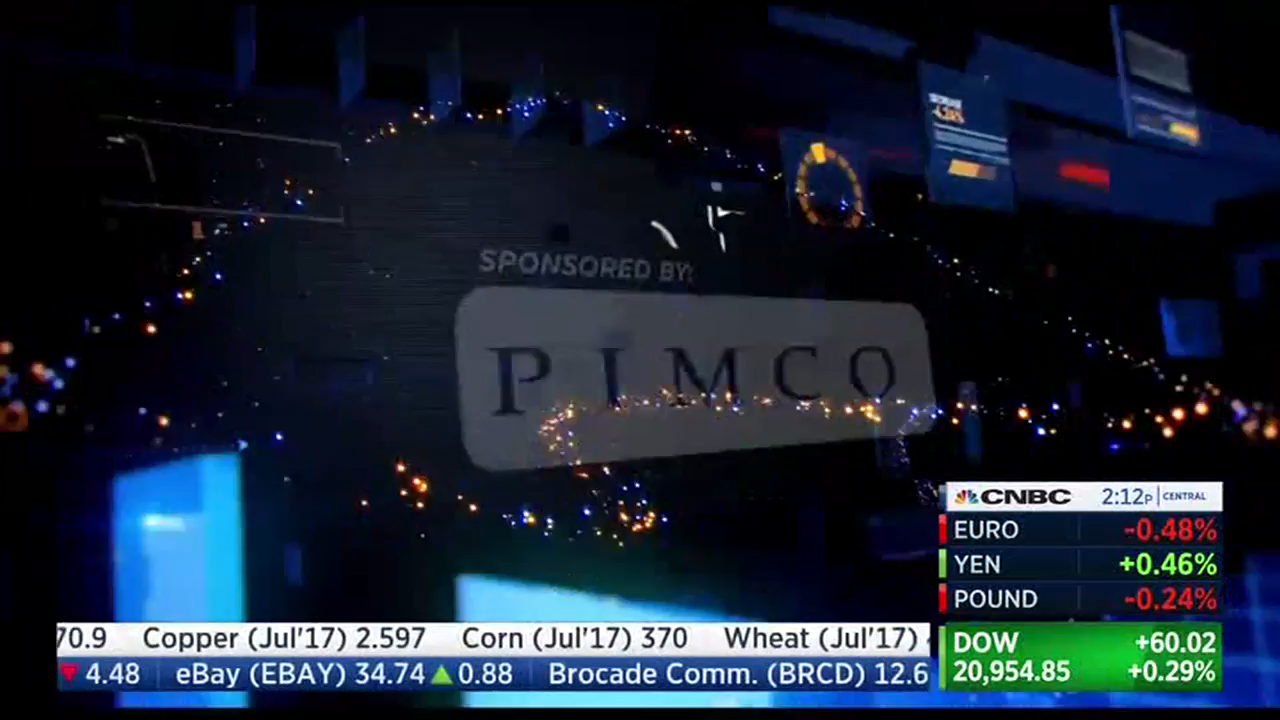 SPONSORED BY:
PIMCO
CNBC 2:12P CENTRAL
EURO -0.48%
YEN +0.46%
POUND -0.24%
DOW +60.02
20,954.85 +0.29%
70.9 Copper (Jul'17) 2.597 Corn (Jul'17) 370 Wheat (Jul'17)
4.48 eBay (EBAY) 34.74 0.88 Brocade Comm. (BRCD) 12.6